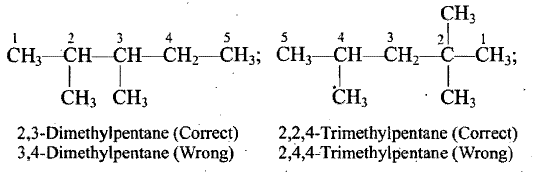 CH₃
1 2 3 4 5 5 4 3 2 1
CH₃—CH—CH—CH₂—CH₃; CH₃—CH—CH₂—C—CH₃;
CH₃ CH₃ CH₃ CH₃
2,3-Dimethylpentane (Correct) 2,2,4-Trimethylpentane (Correct)
3,4-Dimethylpentane (Wrong) 2,4,4-Trimethylpentane (Wrong)